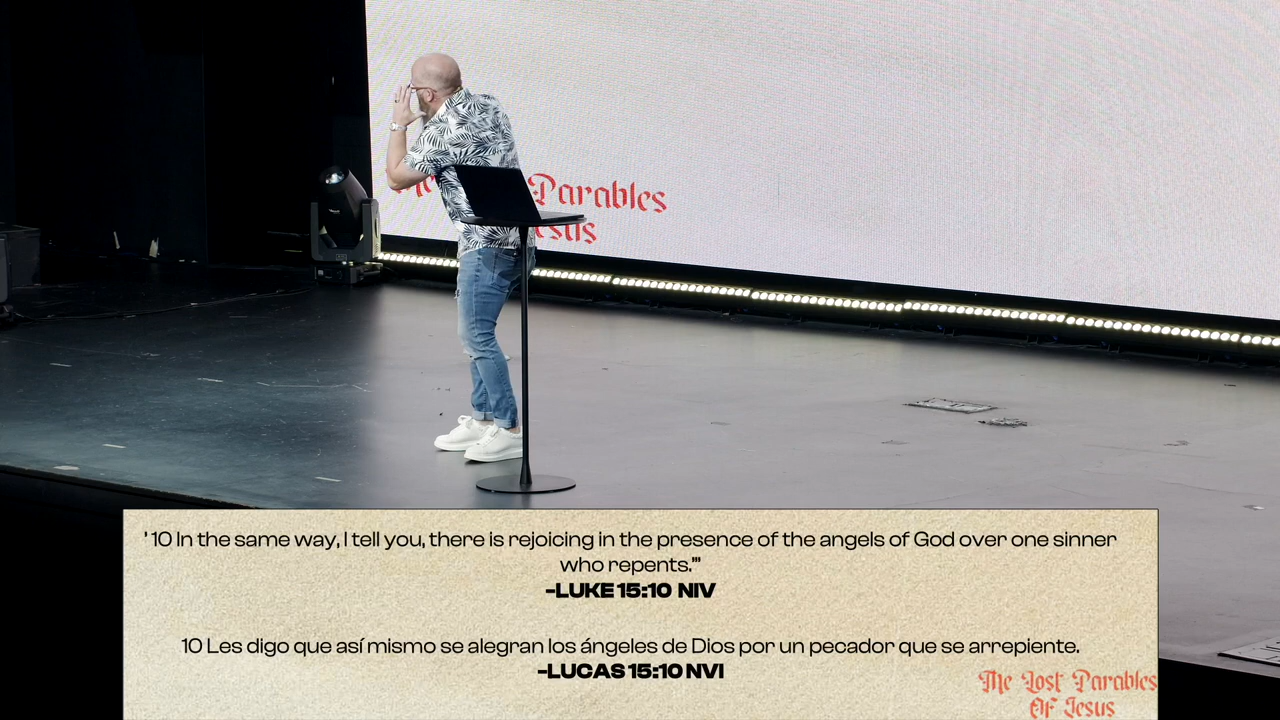 Parables
esus
' 10 In the same way, I tell you, there is rejoicing in the presence of the angels of God over one sinner
who repents.'"
-LUKE 15:10 NIV
10 Les digo que así mismo se alegran los ángeles de Dios por un pecador que se arrepiente.
-LUCAS 15:10 NVI
The Lost Parables
Of Jesus